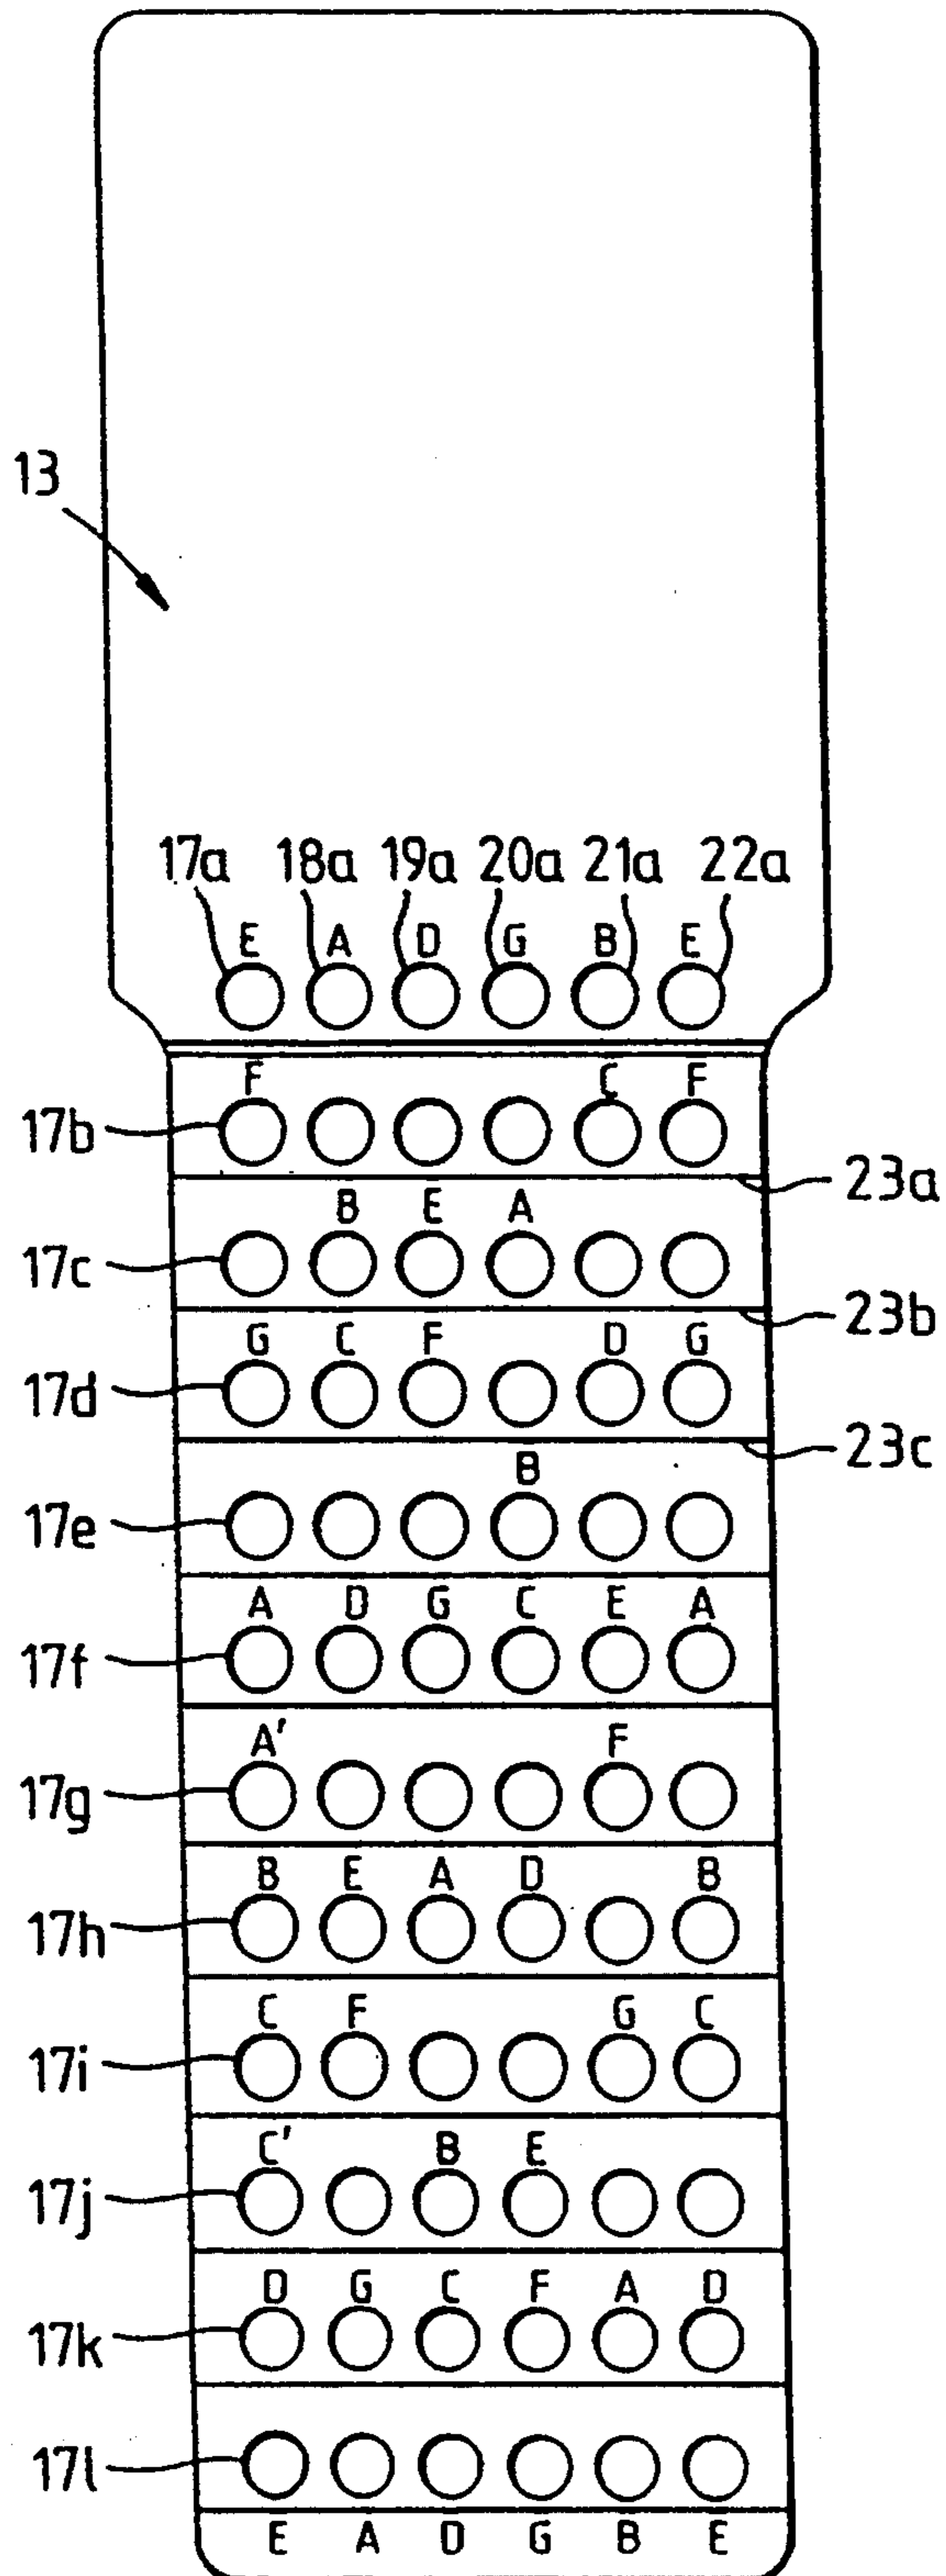 13
17a 18a 19a 20a 21a 22a
E A D G B E
F C F
17b
23a
B E A
17c
23b
G C F D G
17d
23c
B
17e
A D G C E A
17f
A' F
17g
B E A D B
17h
C F G C
17i
C' B E
17j
D G C F A D
17k
17l
E A D G B E